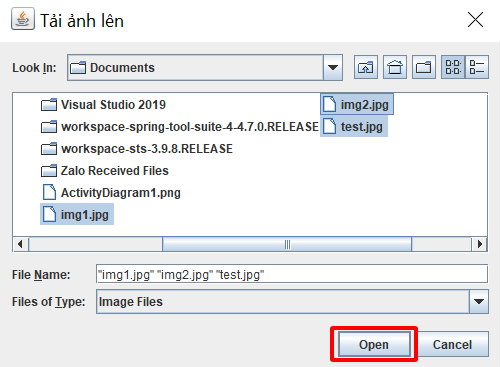 Tải ảnh lên
Look In: Documents
Visual Studio 2019
workspace-spring-tool-suite-4-4.7.0.RELEASE
workspace-sts-3.9.8.RELEASE
Zalo Received Files
ActivityDiagram1.png
img1.jpg
img2.jpg
test.jpg
File Name: "img1.jpg" "img2.jpg" "test.jpg"
Files of Type: Image Files
Open Cancel